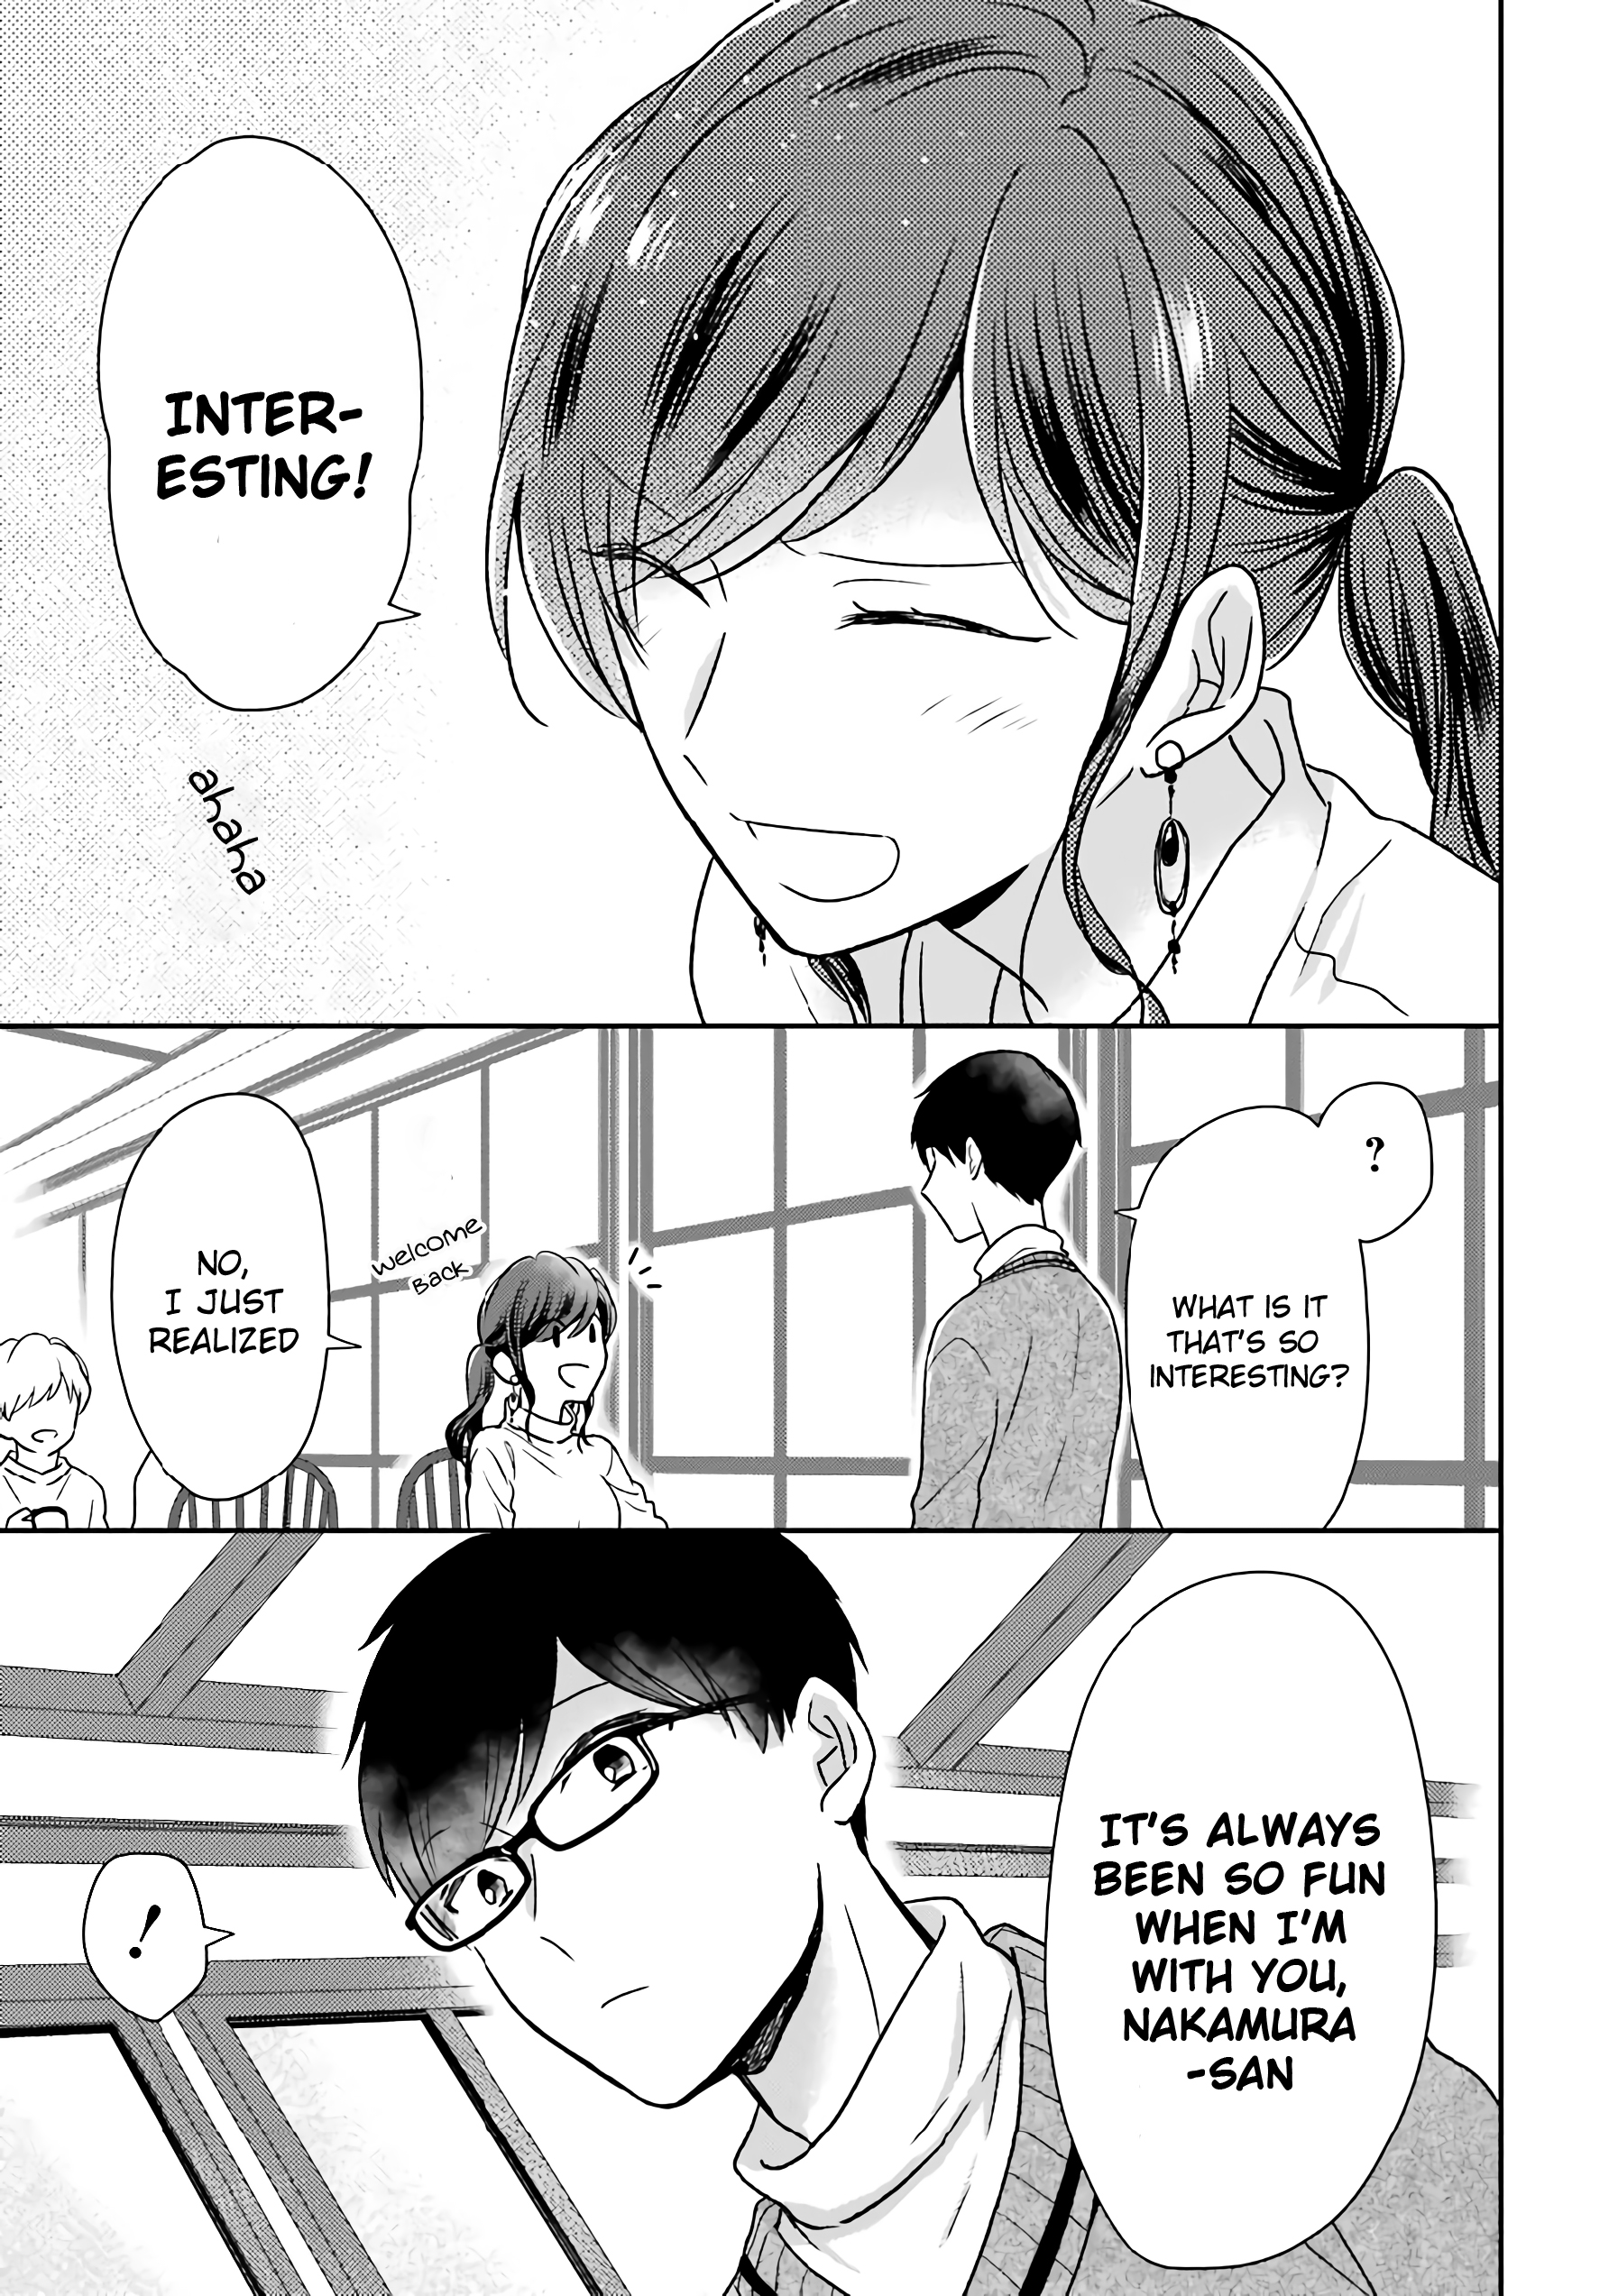 INTER-
ESTING!
ahaha
?
WHAT IS IT
THAT'S SO
INTERESTING?
welcome
BACK
NO,
I JUST
REALIZED
IT'S ALWAYS
BEEN SO FUN
WHEN I'M
WITH YOU,
NAKAMURA
-SAN
!